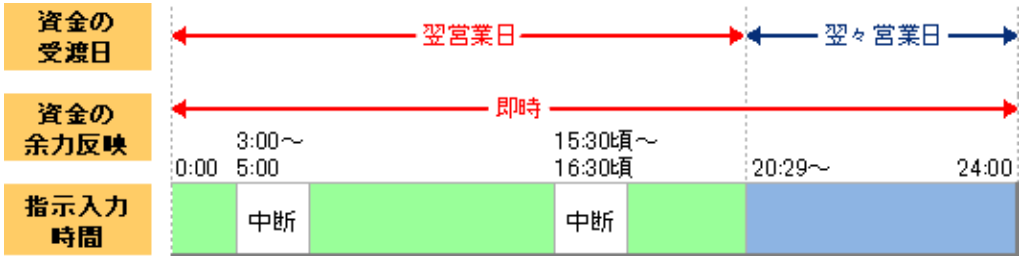 資金の
受渡日
翌営業日
翌々営業日
資金の
余力反映
即時
3:00～
5:00
15:30頃～
16:30頃
0:00
20:29～
24:00
指示入力
時間
中断
中断